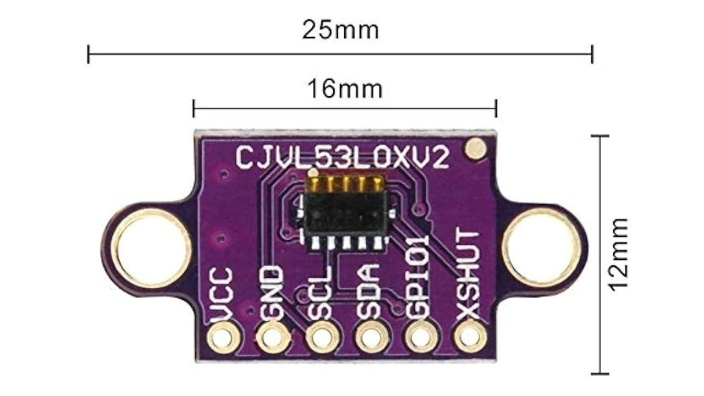 25mm
16mm
CJVL53L0XV2
12mm
VCC
GND
SCL
SDA
GPIO1
XSHUT